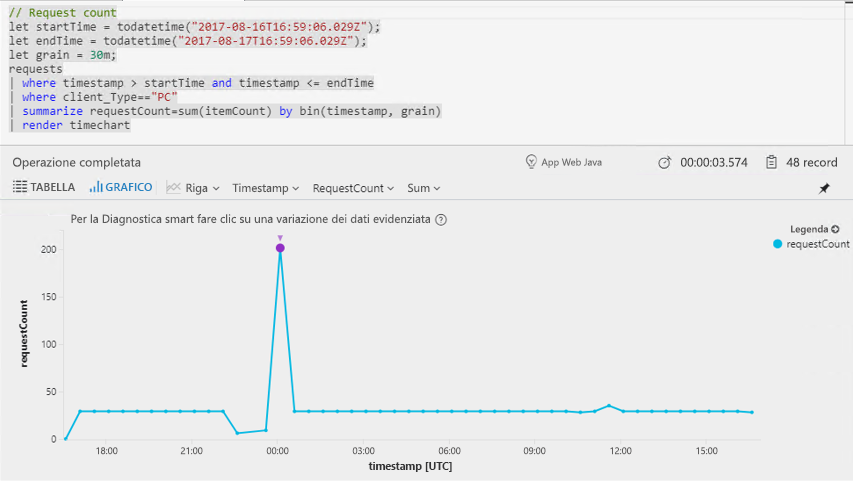 // Request count
let startTime = todatetime("2017-08-16T16:59:06.029Z");
let endTime = todatetime("2017-08-17T16:59:06.029Z");
let grain = 30m;
requests
| where timestamp > startTime and timestamp <= endTime
| where client_Type=="PC"
| summarize requestCount=sum(itemCount) by bin(timestamp, grain)
| render timechart
Operazione completata
App Web Java
00:00:03.574
48 record
TABELLA
GRAFICO
Riga
Timestamp
RequestCount
Sum
Per la Diagnostica smart fare clic su una variazione dei dati evidenziata ?
Legenda
requestCount
requestCount
200
150
100
50
0
18:00
21:00
00:00
03:00
06:00
09:00
12:00
15:00
timestamp [UTC]